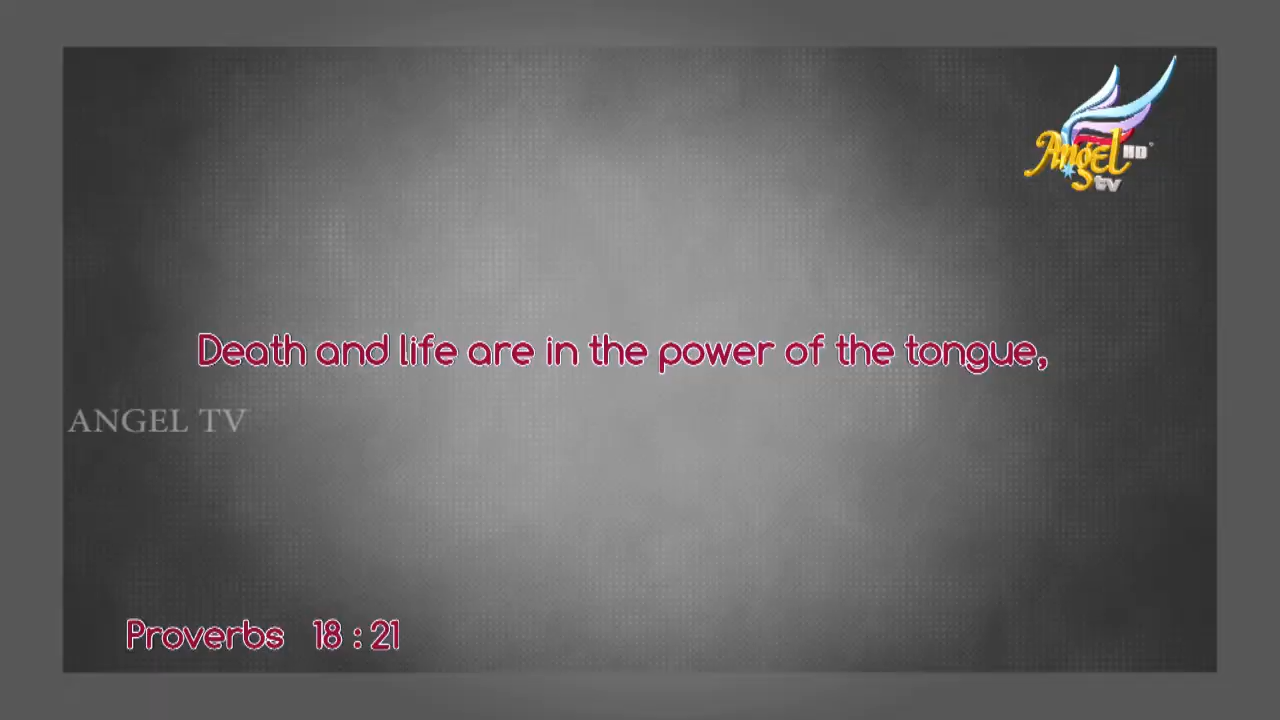 Angel HD
tv
Death and life are in the power of the tongue,
ANGEL TV
Proverbs 18 : 21